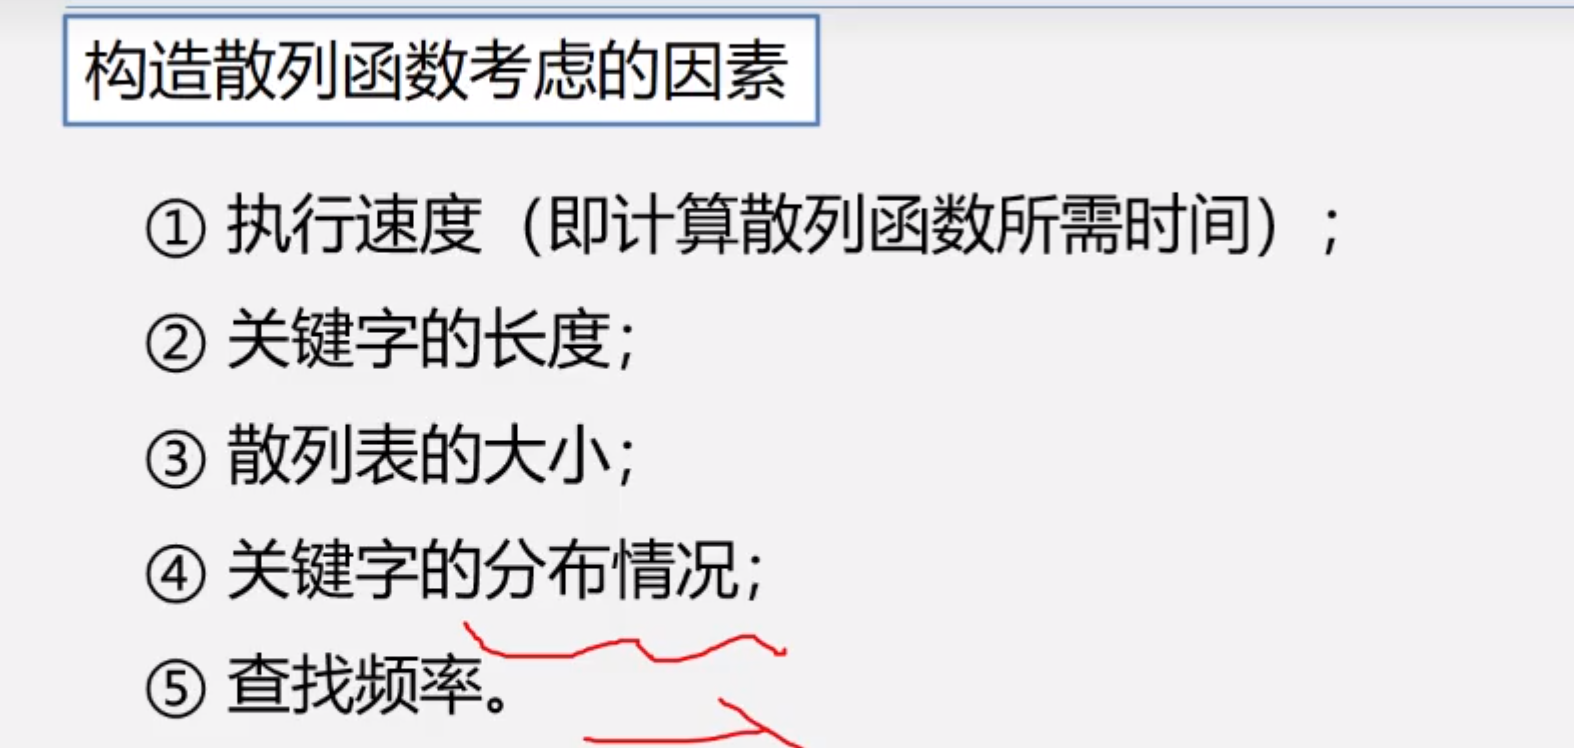 构造散列函数考虑的因素
① 执行速度（即计算散列函数所需时间）;
② 关键字的长度;
③ 散列表的大小;
④ 关键字的分布情况;
⑤ 查找频率。